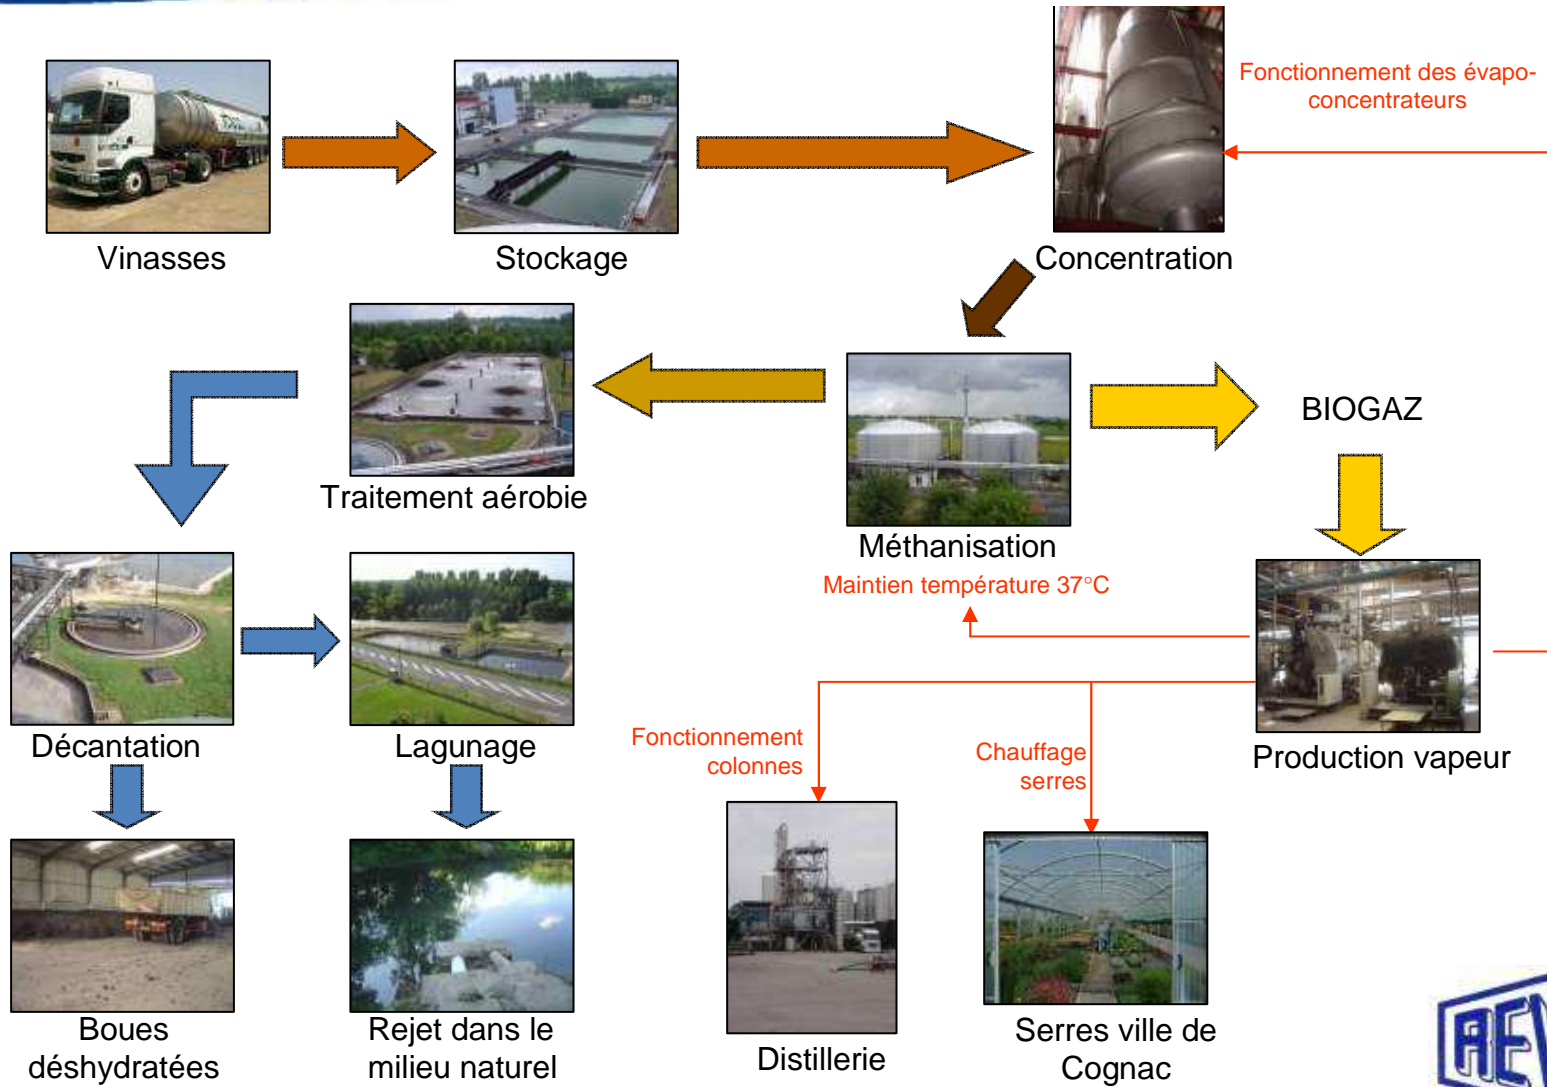 Fonctionnement des évapo-
concentrateurs
Vinasses
Stockage
Concentration
BIOGAZ
Traitement aérobie
Méthanisation
Maintien température 37°C
Décantation
Lagunage
Fonctionnement
colonnes
Chauffage
serres
Production vapeur
Boues
déshydratées
Rejet dans le
milieu naturel
Distillerie
Serres ville de
Cognac